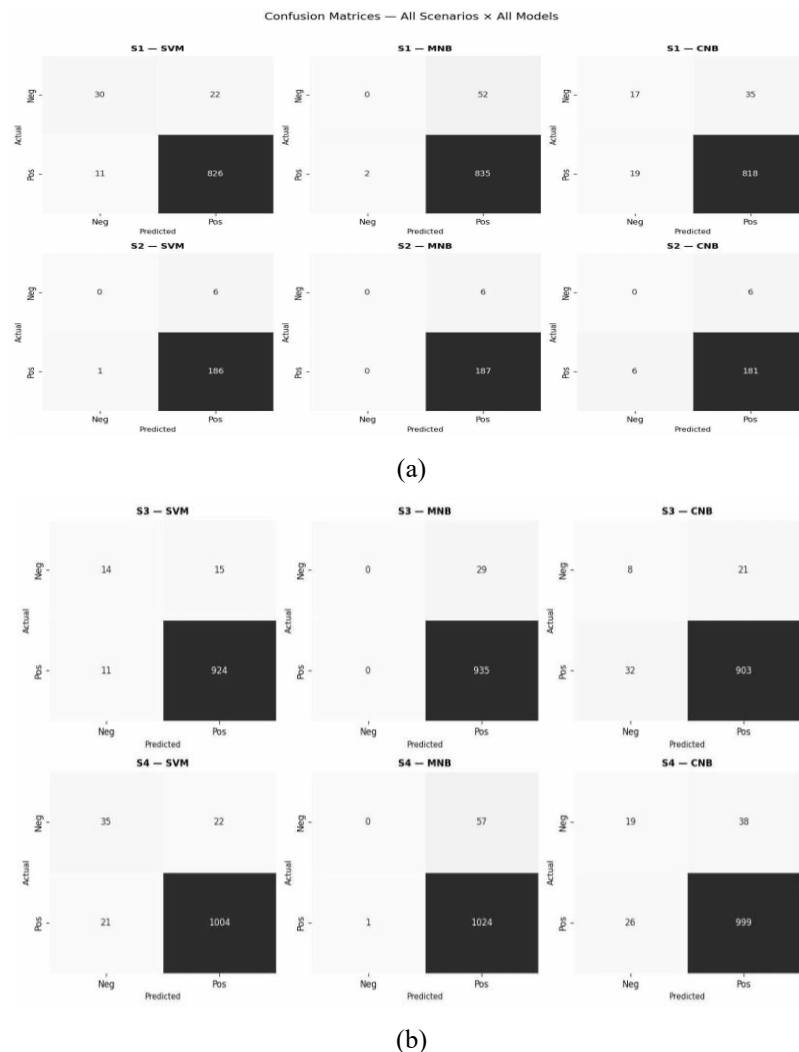 Confusion Matrices — All Scenarios × All Models
S1 — SVM S1 — MNB S1 — CNB
Neg 30 22 Neg 0 52 Neg 17 35
Actual Actual Actual
Pos 11 826 Pos 2 835 Pos 19 818
Neg Pos Neg Pos Neg Pos
Predicted Predicted Predicted
S2 — SVM S2 — MNB S2 — CNB
Neg 0 6 Neg 0 6 Neg 0 6
Actual Actual Actual
Pos 1 186 Pos 0 187 Pos 6 181
Neg Pos Neg Pos Neg Pos
Predicted Predicted Predicted
(a)
S3 — SVM S3 — MNB S3 — CNB
Neg 14 15 Neg 0 29 Neg 8 21
Actual Actual Actual
Pos 11 924 Pos 0 935 Pos 32 903
Neg Pos Neg Pos Neg Pos
Predicted Predicted Predicted
S4 — SVM S4 — MNB S4 — CNB
Neg 35 22 Neg 0 57 Neg 19 38
Actual Actual Actual
Pos 21 1004 Pos 1 1024 Pos 26 999
Neg Pos Neg Pos Neg Pos
Predicted Predicted Predicted
(b)